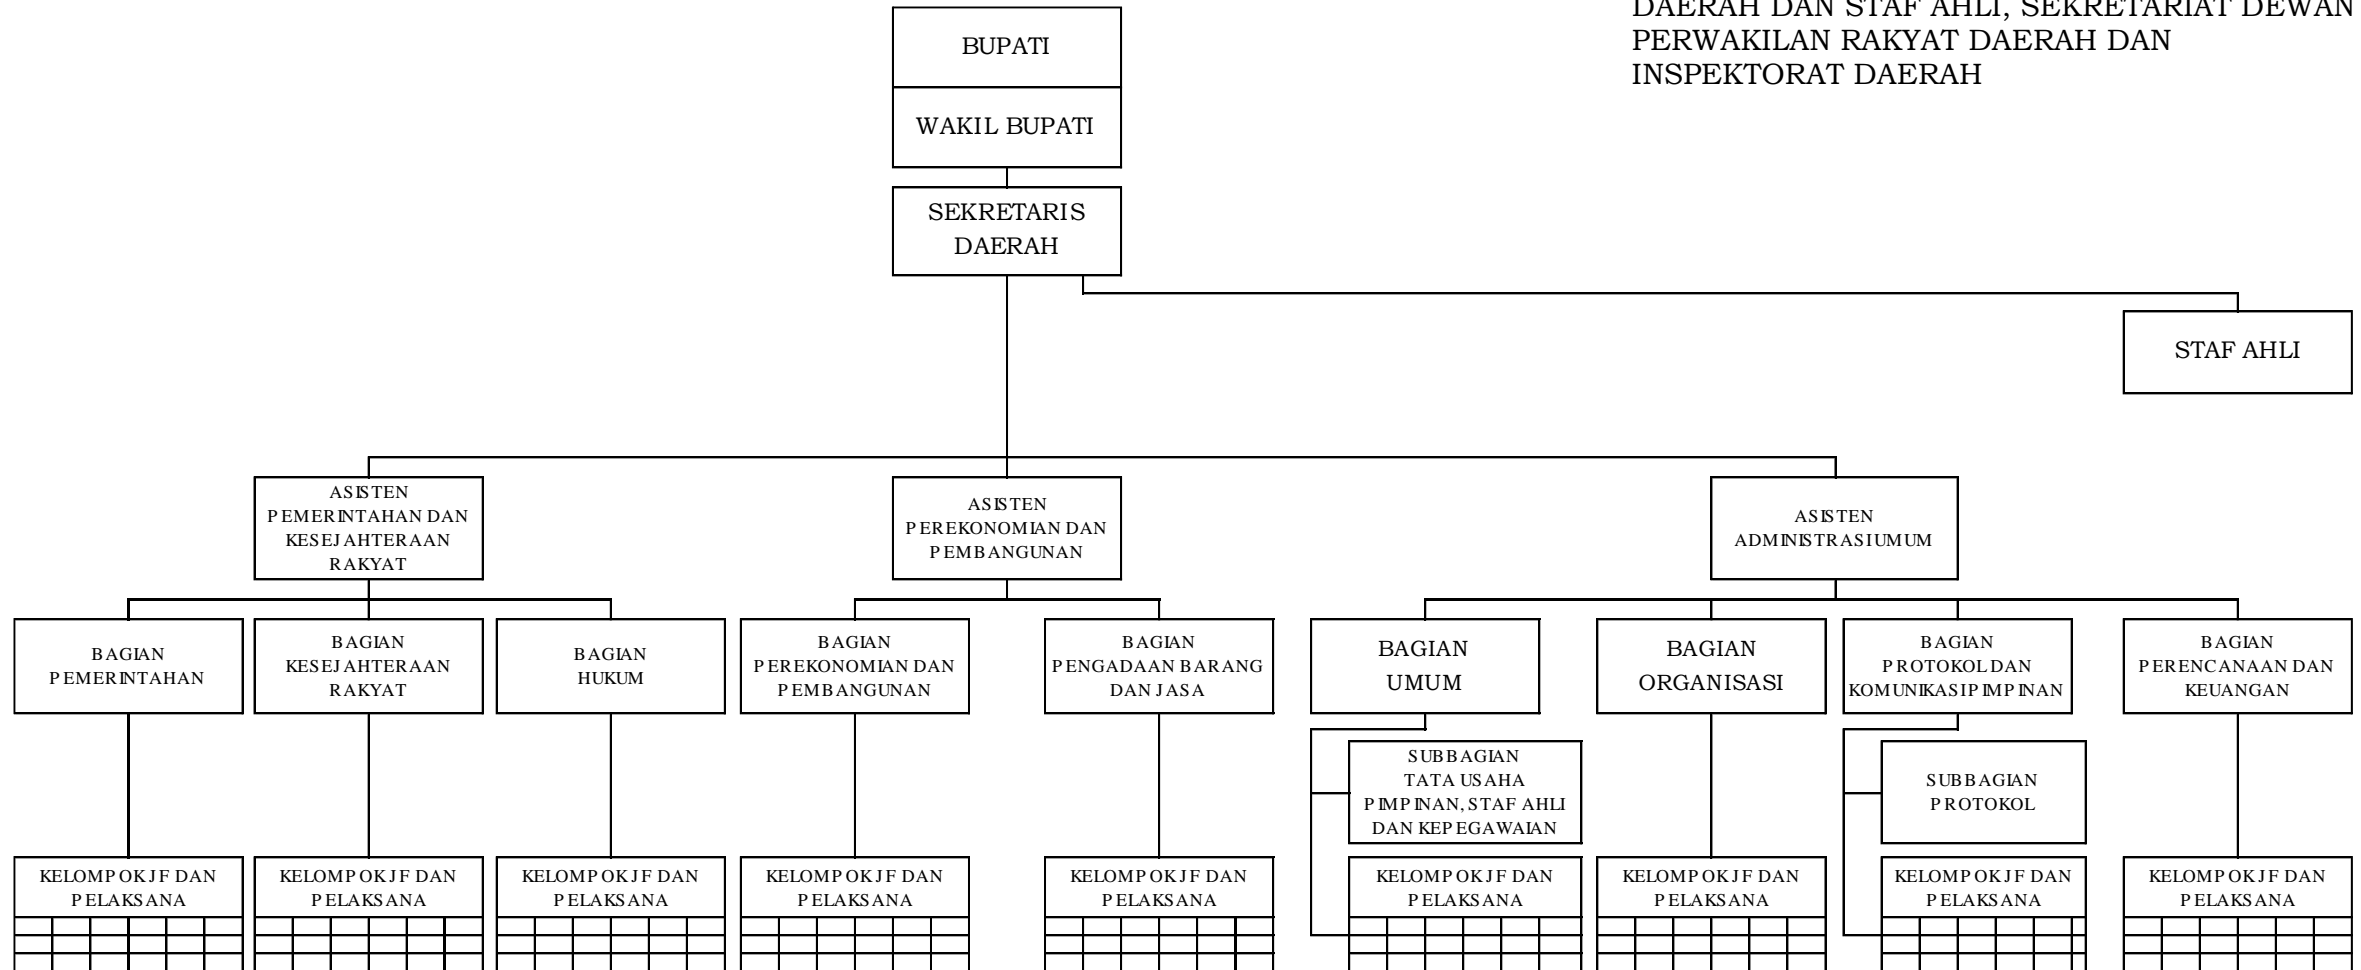 DAERAH DAN STAF AHLI, SEKRETARIAT DEWAN
PERWAKILAN RAKYAT DAERAH DAN
INSPEKTORAT DAERAH
BUPATI
WAKIL BUPATI
SEKRETARIS
DAERAH
STAF AHLI
ASISTEN
PEMERINTAHAN DAN
KESEJAHTERAAN
RAKYAT
ASISTEN
PEREKONOMIAN DAN
PEMBANGUNAN
ASISTEN
ADMINISTRASI UMUM
BAGIAN
PEMERINTAHAN
BAGIAN
KESEJAHTERAAN
RAKYAT
BAGIAN
HUKUM
BAGIAN
PEREKONOMIAN DAN
PEMBANGUNAN
BAGIAN
PENGADAAN BARANG
DAN JASA
BAGIAN
UMUM
BAGIAN
ORGANISASI
BAGIAN
PROTOKOL DAN
KOMUNIKASI PIMPINAN
BAGIAN
PERENCANAAN DAN
KEUANGAN
SUBBAGIAN
TATA USAHA
PIMPINAN, STAF AHLI
DAN KEPEGAWAIAN
SUBBAGIAN
PROTOKOL
KELOMPOK JF DAN
PELAKSANA
KELOMPOK JF DAN
PELAKSANA
KELOMPOK JF DAN
PELAKSANA
KELOMPOK JF DAN
PELAKSANA
KELOMPOK JF DAN
PELAKSANA
KELOMPOK JF DAN
PELAKSANA
KELOMPOK JF DAN
PELAKSANA
KELOMPOK JF DAN
PELAKSANA
KELOMPOK JF DAN
PELAKSANA